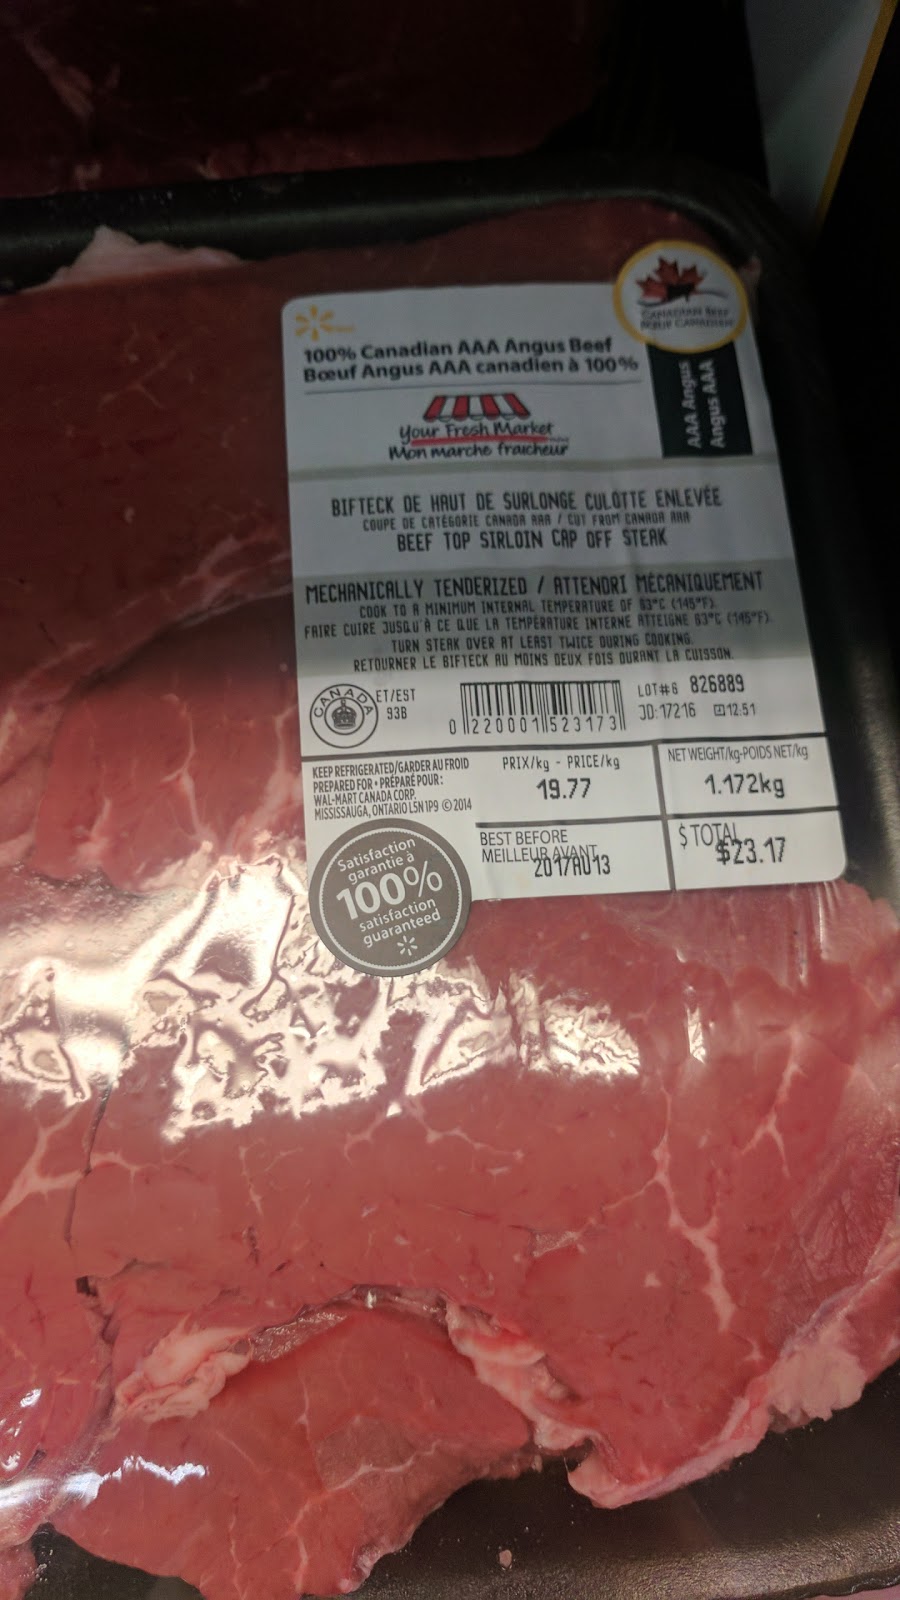 CANADIAN BEEF
BŒUF CANADIEN
100% Canadian AAA Angus Beef
Bœuf Angus AAA canadien à 100%
AAA Angus
Angus AAA
Your Fresh Market
Mon marché fraîcheur
BIFTECK DE HAUT DE SURLONGE CULOTTE ENLEVÉE
COUPE DE CATÉGORIE CANADA AAA / CUT FROM CANADA AAA
BEEF TOP SIRLOIN CAP OFF STEAK
MECHANICALLY TENDERIZED / ATTENDRI MÉCANIQUEMENT
COOK TO A MINIMUM INTERNAL TEMPERATURE OF 63°C (145°F).
FAIRE CUIRE JUSQU'À CE QUE LA TEMPÉRATURE INTERNE ATTEIGNE 63°C (145°F).
TURN STEAK OVER AT LEAST TWICE DURING COOKING.
RETOURNER LE BIFTECK AU MOINS DEUX FOIS DURANT LA CUISSON.
CANADA
ET/EST
93B
0 220001 523173
LOT#6 826889
JD:17216 12:51
KEEP REFRIGERATED/GARDER AU FROID
PREPARED FOR • PRÉPARÉ POUR :
WAL-MART CANADA CORP.
MISSISSAUGA, ONTARIO L5N 1P9 © 2014
PRIX/kg - PRICE/kg
19.77
NET WEIGHT/kg-POIDS NET/kg
1.172kg
BEST BEFORE
MEILLEUR AVANT
2017AU13
$ TOTAL
$23.17
Satisfaction
garantie à
100%
satisfaction
guaranteed